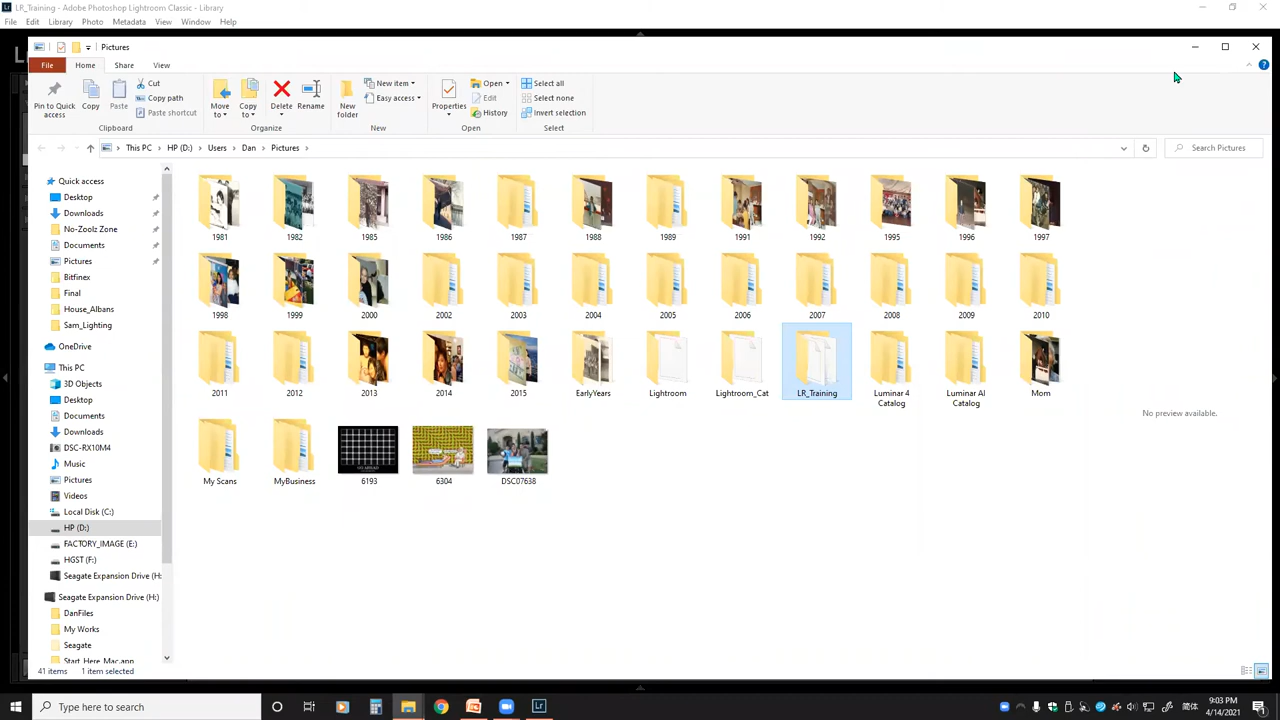 LR_Training - Adobe Photoshop Lightroom Classic - Library
File Edit Library Photo Metadata View Window Help
Pictures
File Home Share View
Pin to Quick access
Copy
Paste
Cut
Copy path
Paste shortcut
Move to
Copy to
Delete
Rename
New folder
New item
Easy access
Properties
Open
Edit
History
Select all
Select none
Invert selection
Clipboard Organize New Open Select
This PC > HP (D:) > Users > Dan > Pictures >
Search Pictures
Quick access
Desktop
Downloads
No-Zoolz Zone
Documents
Pictures
Bitfinex
Final
House_Albans
Sam_Lighting
OneDrive
This PC
3D Objects
Desktop
Documents
Downloads
DSC-RX10M4
Music
Pictures
Videos
Local Disk (C:)
HP (D:)
FACTORY_IMAGE (E:)
HGST (F:)
Seagate Expansion Drive (H:
Seagate Expansion Drive (H:)
DanFiles
My Works
Seagate
Start_Here_Mac.app
1981 1982 1985 1986 1987 1988 1989 1991 1992 1995 1996 1997
1998 1999 2000 2002 2003 2004 2005 2006 2007 2008 2009 2010
2011 2012 2013 2014 2015 EarlyYears Lightroom Lightroom_Cat LR_Training Luminar 4 Catalog Luminar AI Catalog Mom
My Scans MyBusiness 6193 6304 DSC07638
No preview available.
41 items 1 item selected
Type here to search
简体
9:03 PM
4/14/2021